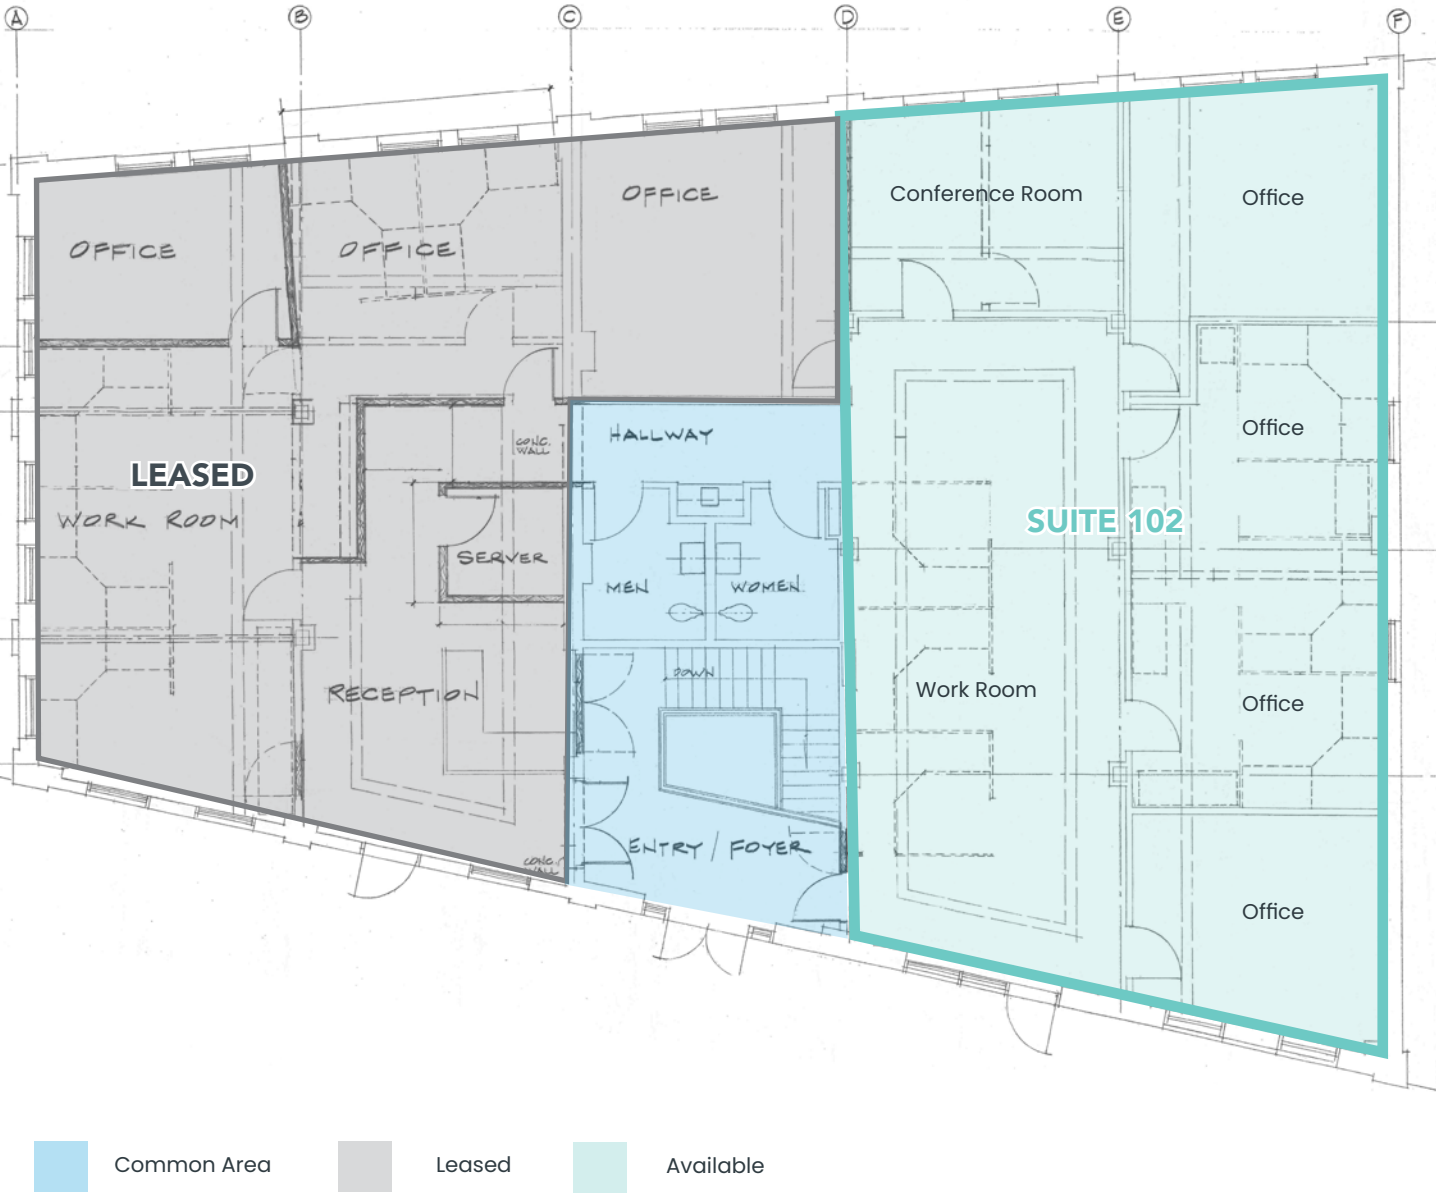 A B C D E F
OFFICE
OFFICE
OFFICE
Conference Room
Office
LEASED
WORK ROOM
CONC.
WALL
HALLWAY
Office
SUITE 102
SERVER
MEN
WOMEN
RECEPTION
DOWN
Work Room
Office
ENTRY / FOYER
CONC.
WALL
Office
Common Area
Leased
Available